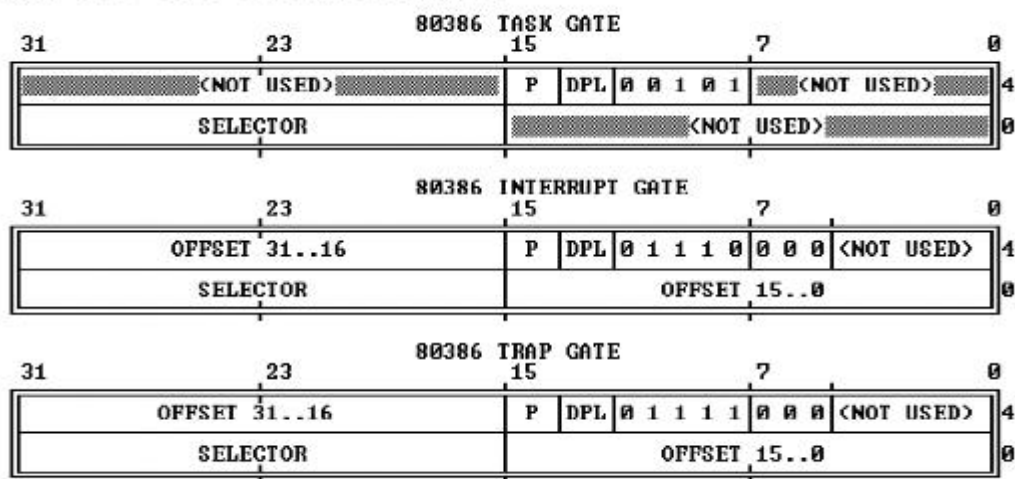 80386 TASK GATE
31 23 15 7 0
(NOT USED) P DPL 0 0 1 0 1 (NOT USED) 4
SELECTOR (NOT USED) 0
80386 INTERRUPT GATE
31 23 15 7 0
OFFSET 31..16 P DPL 0 1 1 1 0 0 0 0 (NOT USED) 4
SELECTOR OFFSET 15..0 0
80386 TRAP GATE
31 23 15 7 0
OFFSET 31..16 P DPL 0 1 1 1 1 0 0 0 (NOT USED) 4
SELECTOR OFFSET 15..0 0